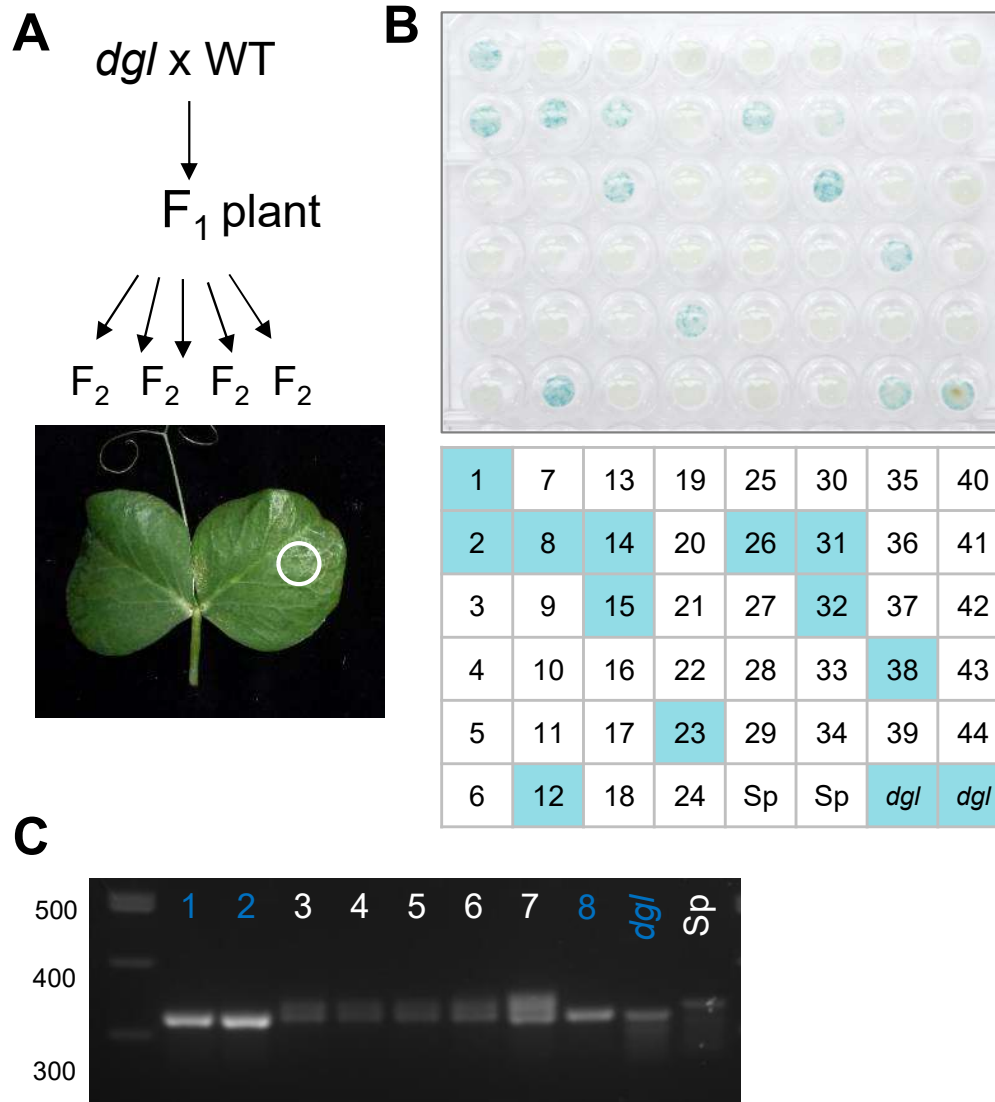 A
dgl x WT
F₁ plant
F₂ F₂ F₂ F₂
B
1 7 13 19 25 30 35 40
2 8 14 20 26 31 36 41
3 9 15 21 27 32 37 42
4 10 16 22 28 33 38 43
5 11 17 23 29 34 39 44
6 12 18 24 Sp Sp dgl dgl
C
1 2 3 4 5 6 7 8 dgl Sp
500
400
300